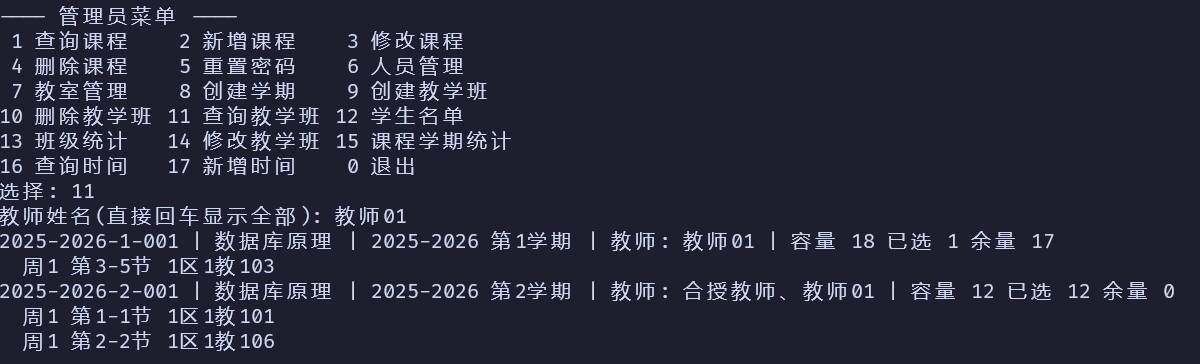 ──── 管理员菜单 ────
 1 查询课程    2 新增课程    3 修改课程
 4 删除课程    5 重置密码    6 人员管理
 7 教室管理    8 创建学期    9 创建教学班
10 删除教学班 11 查询教学班 12 学生名单
13 班级统计   14 修改教学班 15 课程学期统计
16 查询时间   17 新增时间    0 退出
选择: 11
教师姓名(直接回车显示全部): 教师01
2025-2026-1-001 | 数据库原理 | 2025-2026 第1学期 | 教师: 教师01 | 容量 18 已选 1 余量 17
  周1 第3-5节 1区1教103
2025-2026-2-001 | 数据库原理 | 2025-2026 第2学期 | 教师: 合授教师、教师01 | 容量 12 已选 12 余量 0
  周1 第1-1节 1区1教101
  周1 第2-2节 1区1教106